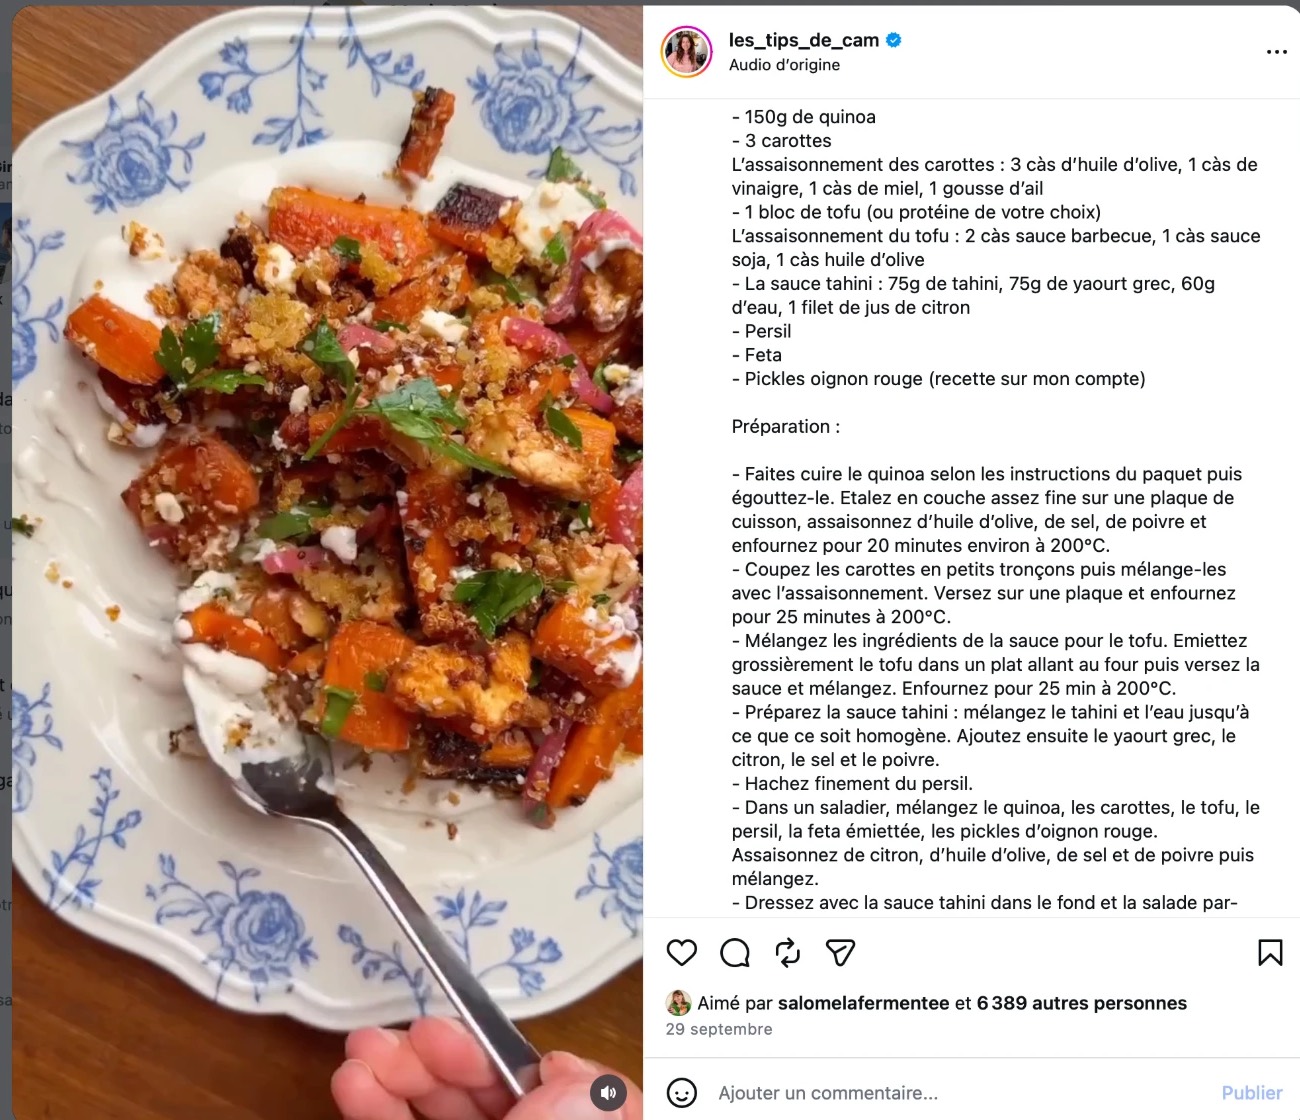 les_tips_de_cam
Audio d'origine
- 150g de quinoa
- 3 carottes
L'assaisonnement des carottes : 3 càs d'huile d'olive, 1 càs de
vinaigre, 1 càs de miel, 1 gousse d'ail
- 1 bloc de tofu (ou protéine de votre choix)
L'assaisonnement du tofu : 2 càs sauce barbecue, 1 càs sauce
soja, 1 càs huile d'olive
- La sauce tahini : 75g de tahini, 75g de yaourt grec, 60g
d'eau, 1 filet de jus de citron
- Persil
- Feta
- Pickles oignon rouge (recette sur mon compte)
Préparation :
- Faites cuire le quinoa selon les instructions du paquet puis
égouttez-le. Etalez en couche assez fine sur une plaque de
cuisson, assaisonnez d'huile d'olive, de sel, de poivre et
enfournez pour 20 minutes environ à 200°C.
- Coupez les carottes en petits tronçons puis mélange-les
avec l'assaisonnement. Versez sur une plaque et enfournez
pour 25 minutes à 200°C.
- Mélangez les ingrédients de la sauce pour le tofu. Emiettez
grossièrement le tofu dans un plat allant au four puis versez la
sauce et mélangez. Enfournez pour 25 min à 200°C.
- Préparez la sauce tahini : mélangez le tahini et l'eau jusqu'à
ce que ce soit homogène. Ajoutez ensuite le yaourt grec, le
citron, le sel et le poivre.
- Hachez finement du persil.
- Dans un saladier, mélangez le quinoa, les carottes, le tofu, le
persil, la feta émiettée, les pickles d'oignon rouge.
Assaisonnez de citron, d'huile d'olive, de sel et de poivre puis
mélangez.
- Dressez avec la sauce tahini dans le fond et la salade par-
Aimé par salomelafermentee et 6 389 autres personnes
29 septembre
Ajouter un commentaire...
Publier